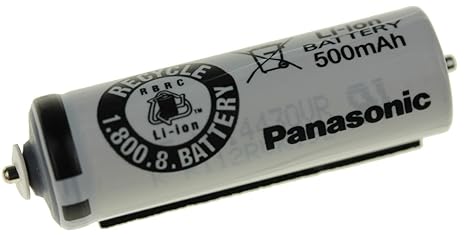 RECYCLE
RBRC
Li-Ion
1.800.8.BATTERY
Li-ion
BATTERY
500mAh
Panasonic